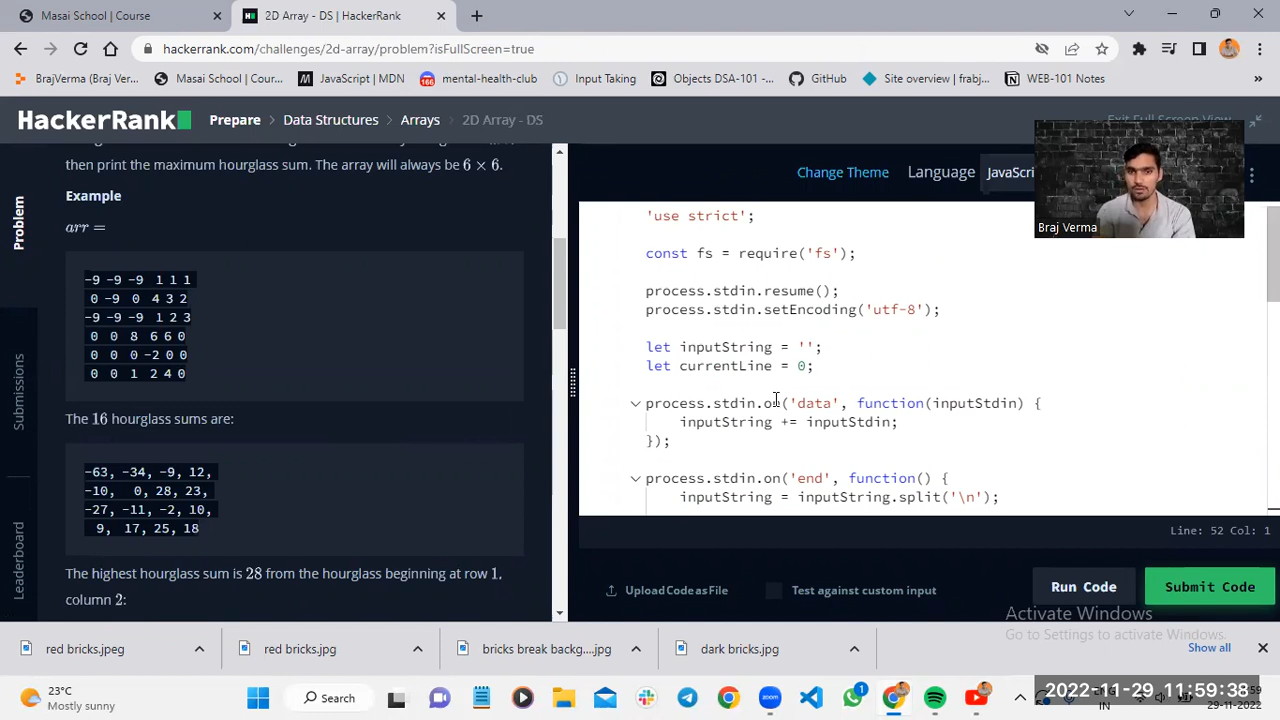 Masai School | Course
2D Array - DS | HackerRank
hackerrank.com/challenges/2d-array/problem?isFullScreen=true
BrajVerma (Braj Ver...
Masai School | Cour...
JavaScript | MDN
mental-health-club
Input Taking
Objects DSA-101 -...
GitHub
Site overview | frabj...
WEB-101 Notes
HackerRank
Prepare > Data Structures > Arrays > 2D Array - DS
Exit Full Screen View
then print the maximum hourglass sum. The array will always be 6 × 6.
Example
arr =
-9 -9 -9 1 1 1
0 -9 0 4 3 2
-9 -9 -9 1 2 3
0 0 8 6 6 0
0 0 0 -2 0 0
0 0 1 2 4 0
The 16 hourglass sums are:
-63, -34, -9, 12,
-10, 0, 28, 23,
-27, -11, -2, 10,
9, 17, 25, 18
The highest hourglass sum is 28 from the hourglass beginning at row 1,
column 2:
Problem
Submissions
Leaderboard
Change Theme
Language
JavaScri
Braj Verma
'use strict';
const fs = require('fs');
process.stdin.resume();
process.stdin.setEncoding('utf-8');
let inputString = '';
let currentLine = 0;
process.stdin.on('data', function(inputStdin) {
inputString += inputStdin;
});
process.stdin.on('end', function() {
inputString = inputString.split('\n');
Line: 52 Col: 1
Upload Code as File
Test against custom input
Run Code
Submit Code
Activate Windows
Go to Settings to activate Windows.
red bricks.jpeg
red bricks.jpg
bricks break backg....jpg
dark bricks.jpg
Show all
23°C
Mostly sunny
Search
1
IN
2022-11-29 11:59:38
29-11-2022